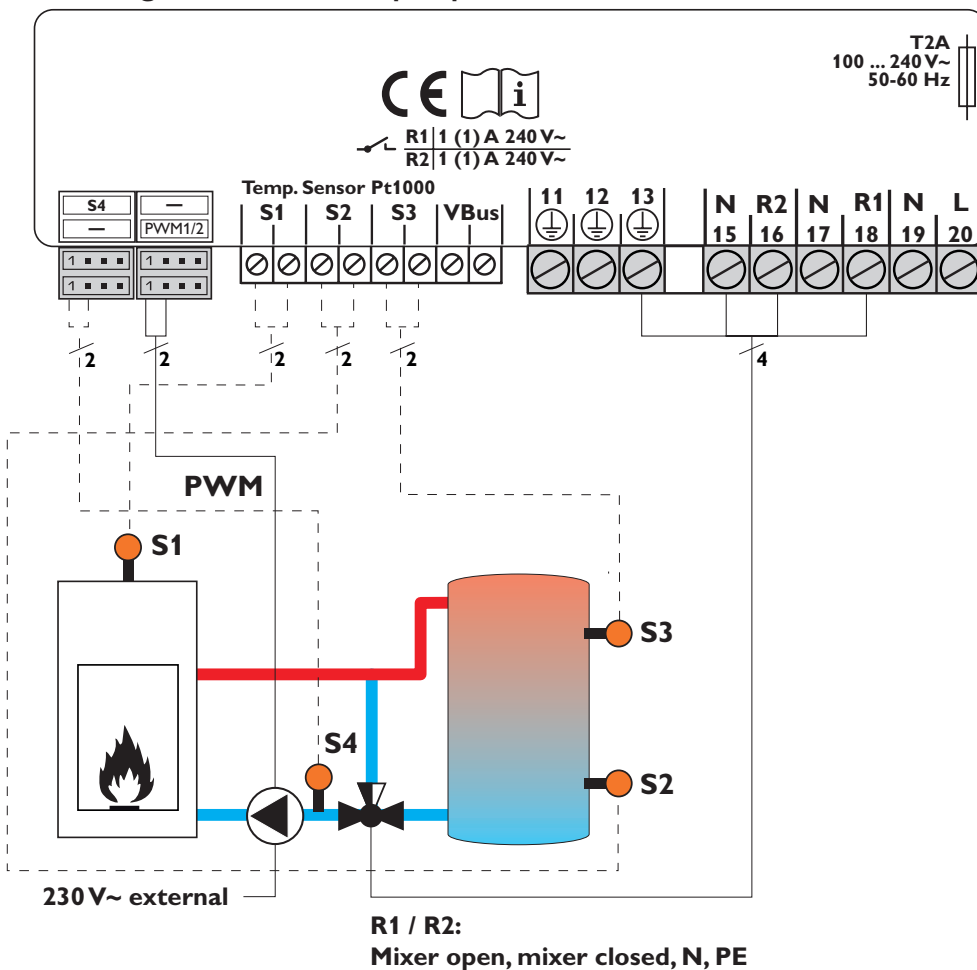 T2A
100 ... 240 V~
50-60 Hz
CE i
R1 1 (1) A 240 V~
R2 1 (1) A 240 V~
Temp. Sensor Pt1000
S4 —
— PWM1/2
S1 S2 S3 VBus
11 12 13
N R2 N R1 N L
15 16 17 18 19 20
1 1
1 1
2 2 2 2 2 4
PWM
S1
S3
S4
S2
230 V~ external
R1 / R2:
Mixer open, mixer closed, N, PE